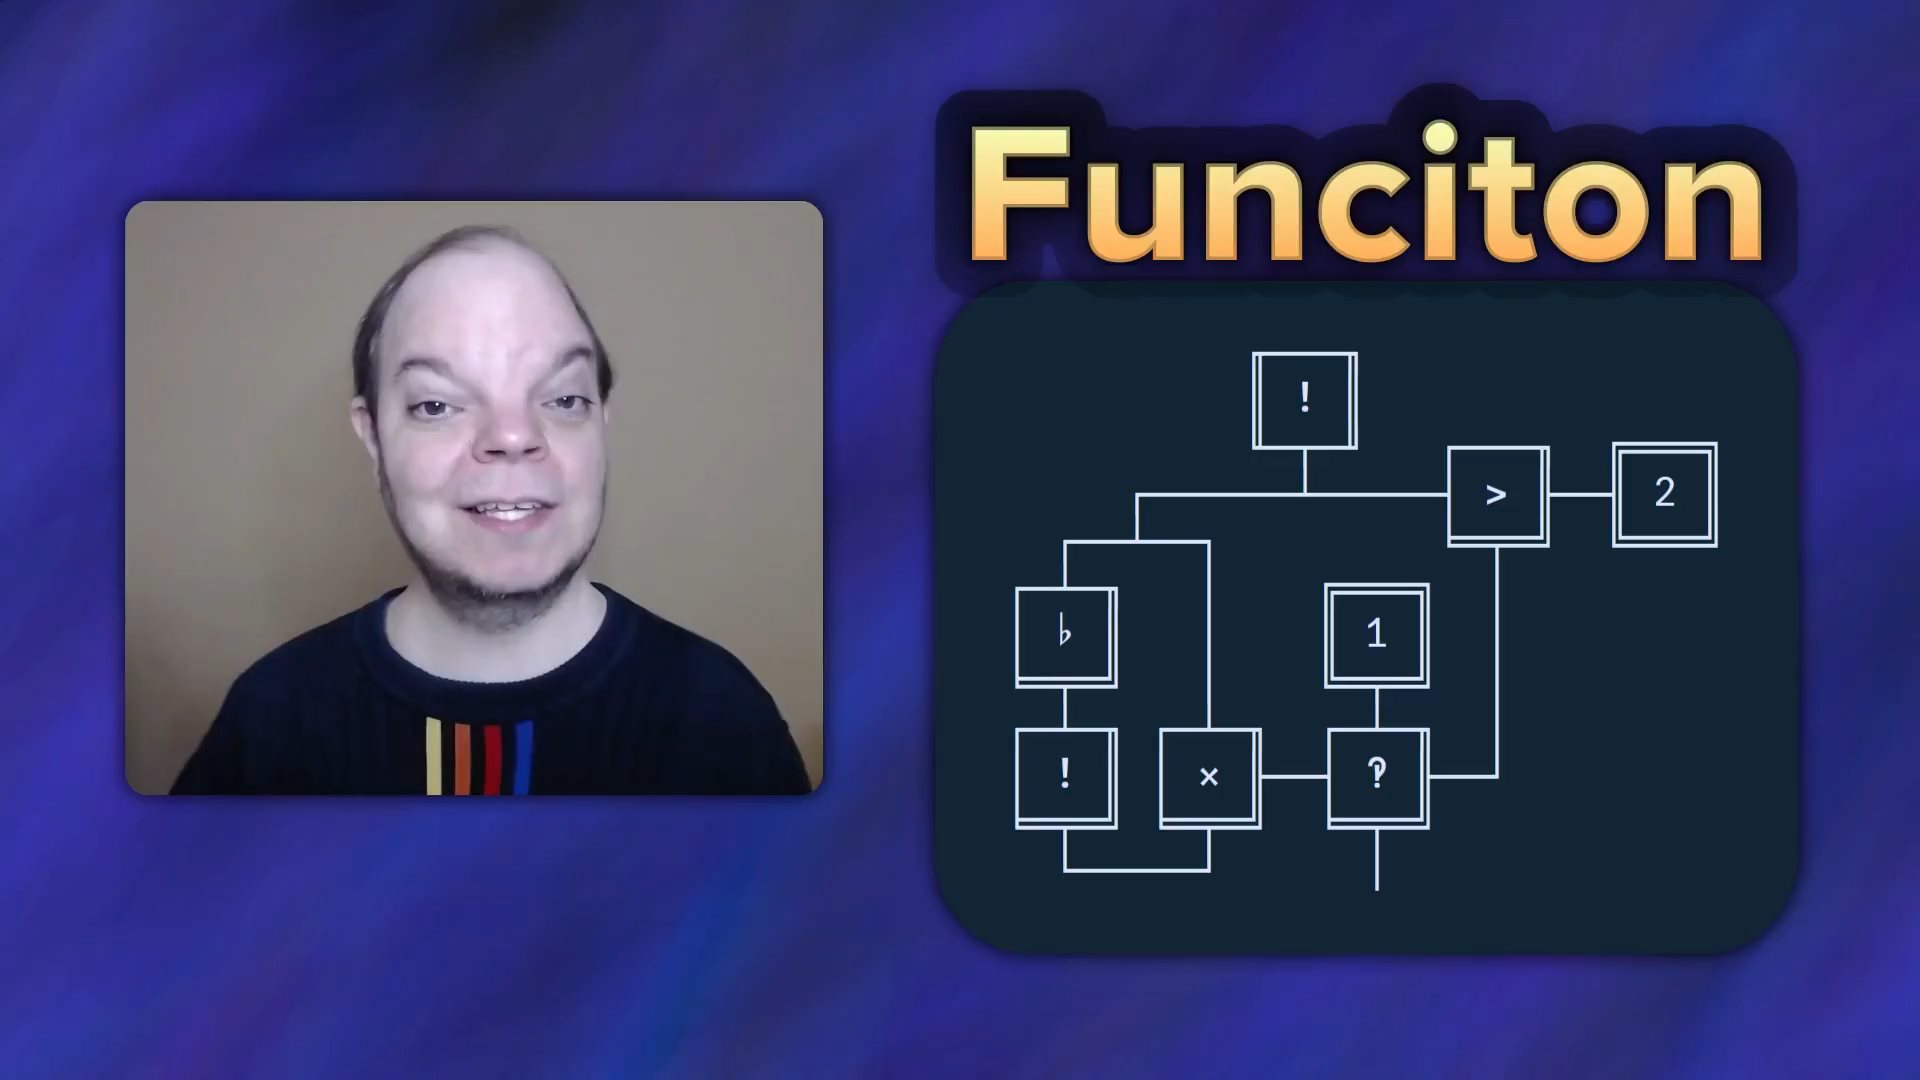 Funciton
!
> 2
♭ 1
! × ‽